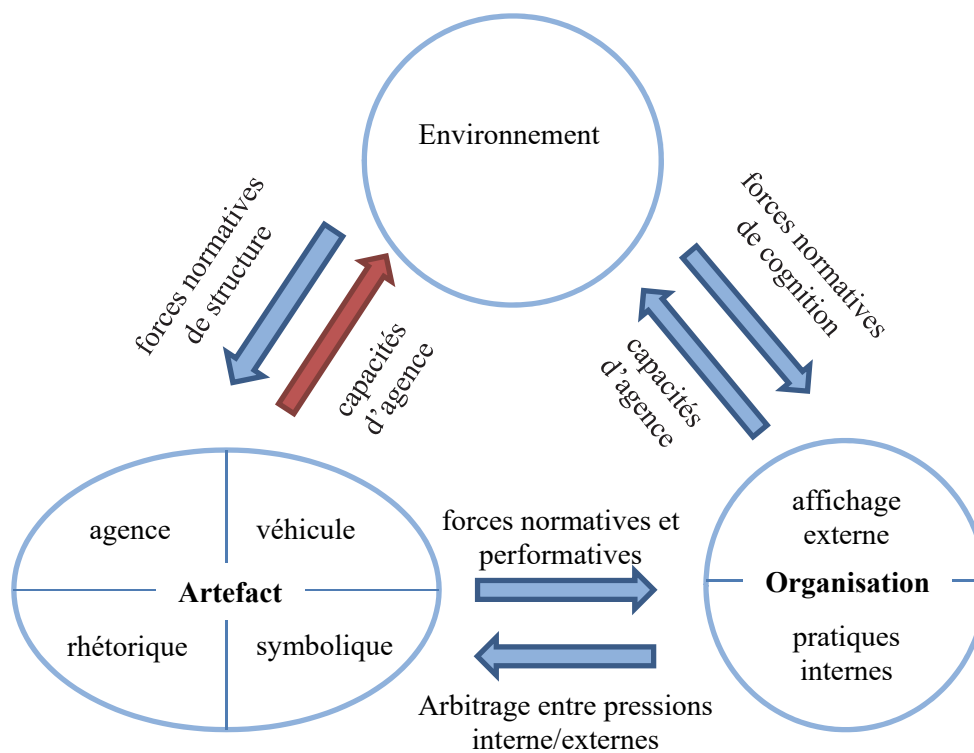 Environnement
forces normatives
de structure
capacités
d’agence
forces normatives
de cognition
capacités
d’agence
agence
véhicule
Artefact
rhétorique
symbolique
forces normatives et
performatives
Arbitrage entre pressions
interne/externes
affichage
externe
Organisation
pratiques
internes